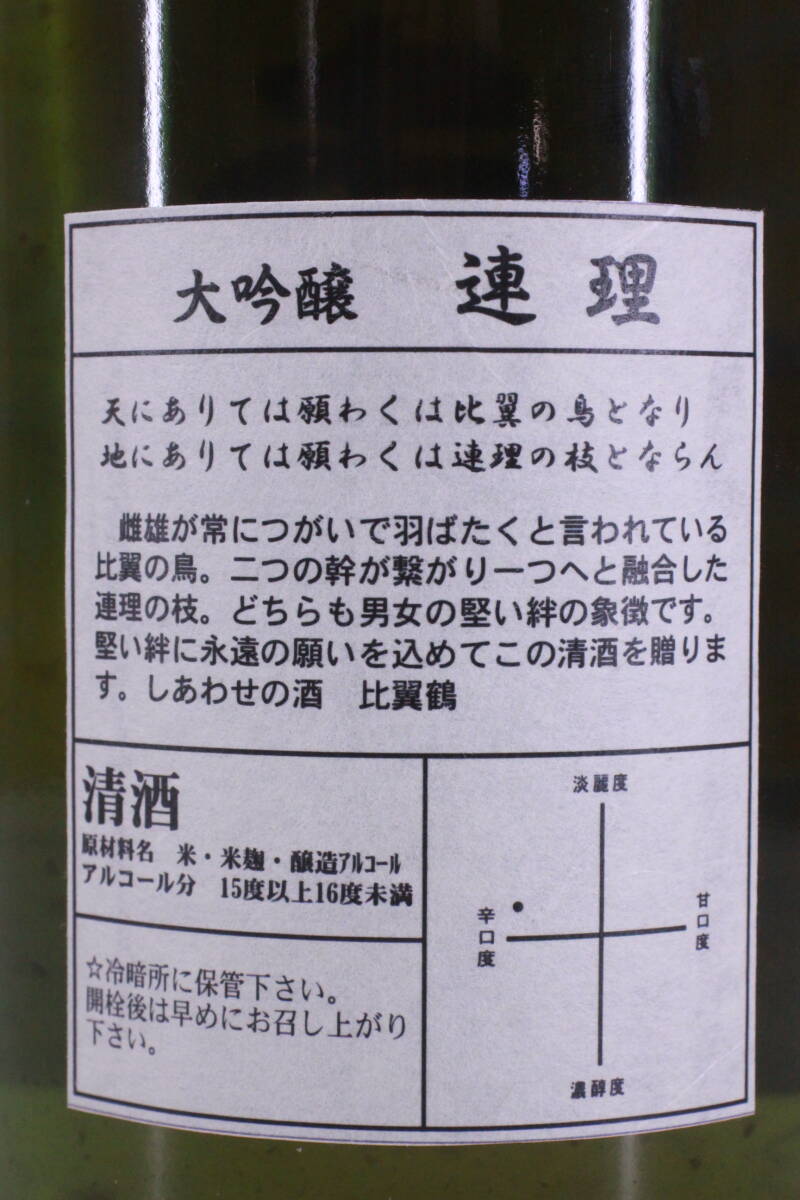 大吟醸　連理
天にありては願わくは比翼の鳥となり
地にありては願わくは連理の枝とならん
雌雄が常につがいで羽ばたくと言われている
比翼の鳥。二つの幹が繋がり一つへと融合した
連理の枝。どちらも男女の堅い絆の象徴です。
堅い絆に永遠の願いを込めてこの清酒を贈りま
す。しあわせの酒　比翼鶴
清酒
原材料名　米・米麹・醸造ｱﾙｺｰﾙ
アルコール分　15度以上16度未満
☆冷暗所に保管下さい。
開栓後は早めにお召し上がり
下さい。
淡麗度
辛口度
甘口度
濃醇度